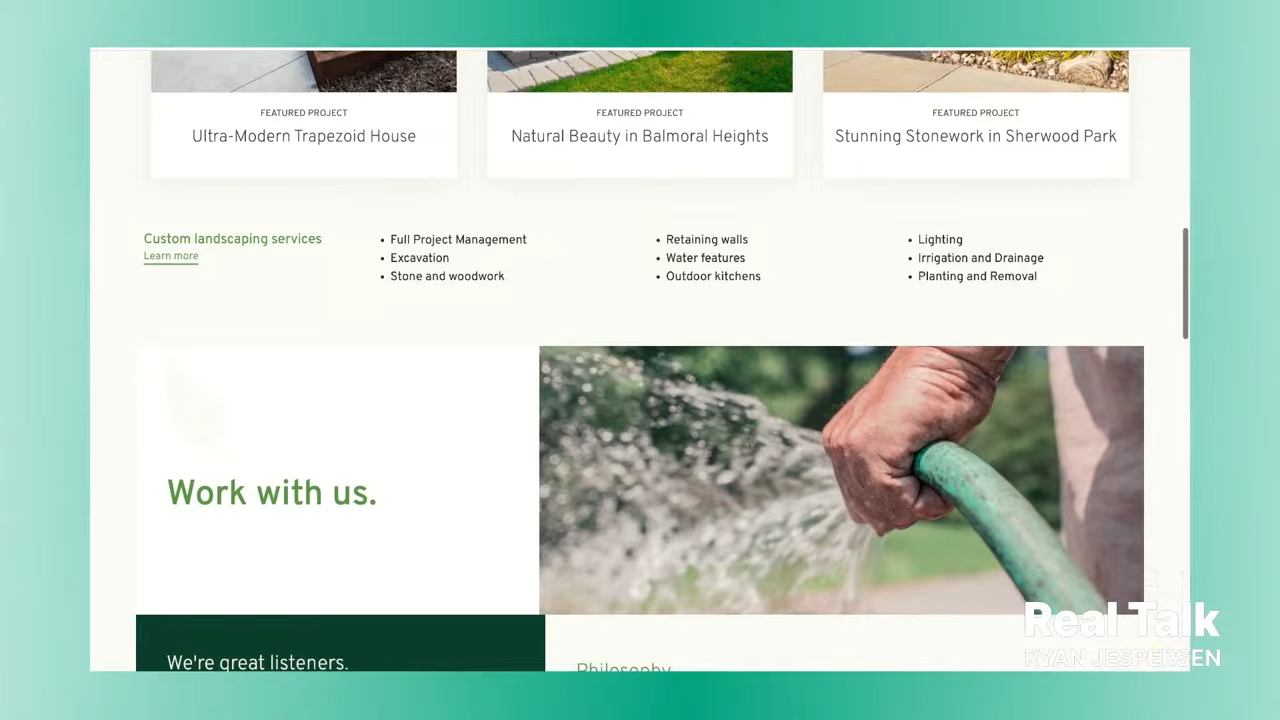 FEATURED PROJECT
Ultra-Modern Trapezoid House
FEATURED PROJECT
Natural Beauty in Balmoral Heights
FEATURED PROJECT
Stunning Stonework in Sherwood Park
Custom landscaping services
Learn more
• Full Project Management
• Excavation
• Stone and woodwork
• Retaining walls
• Water features
• Outdoor kitchens
• Lighting
• Irrigation and Drainage
• Planting and Removal
Work with us.
We're great listeners.
Philosophy
Real Talk
RYAN JESPERSEN